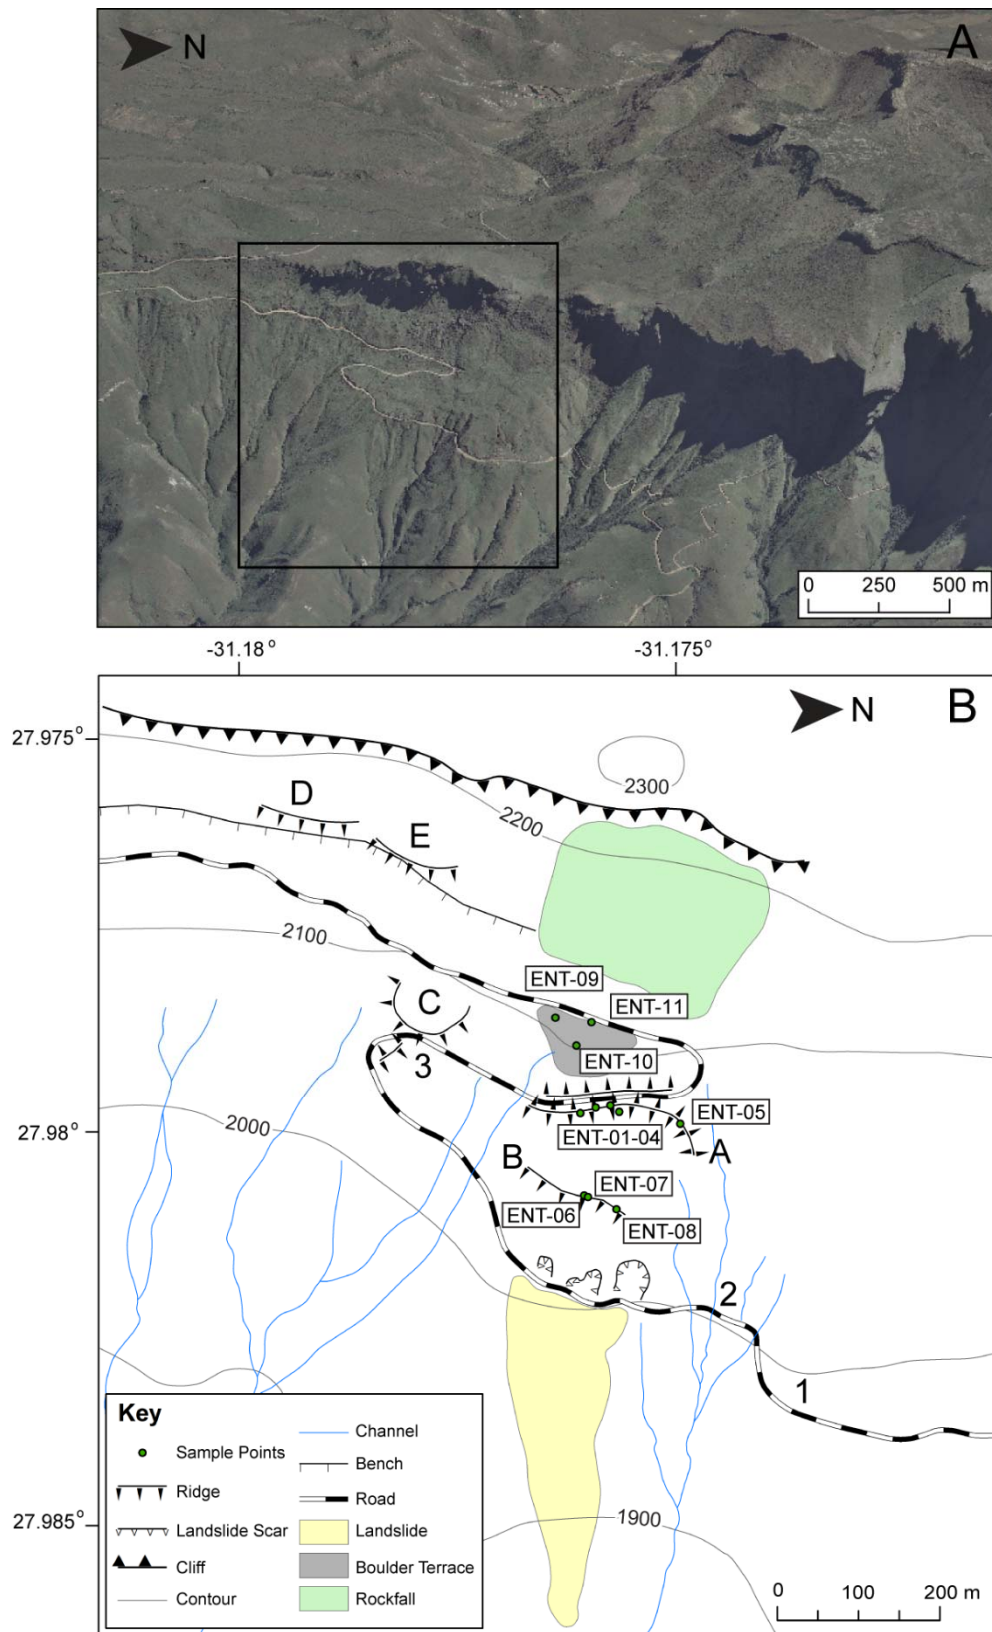 N
A
0 250 500 m
-31.18 °
-31.175 °
N
B
27.975°
2300
D
2200
E
2100
ENT-09
ENT-11
C
ENT-10
3
ENT-05
27.98 °
2000
ENT-01-04
A
B
ENT-07
ENT-06
ENT-08
2
1
Key
Sample Points
Ridge
Landslide Scar
Cliff
Contour
Channel
Bench
Road
Landslide
Boulder Terrace
Rockfall
27.985°
1900
0 100 200 m